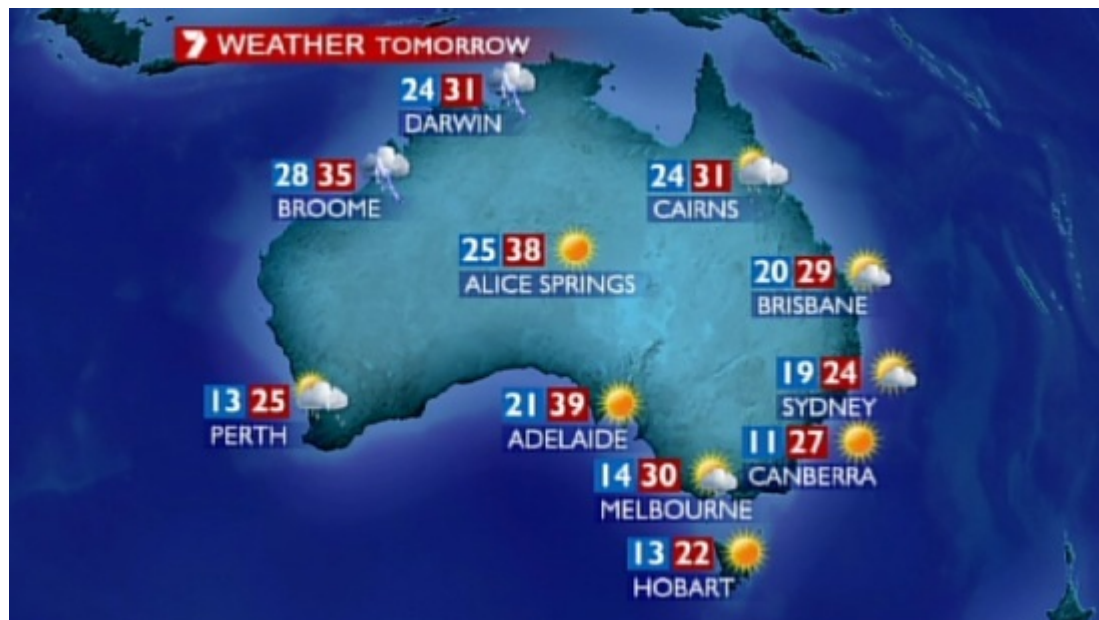 7 WEATHER TOMORROW
24 31
DARWIN
28 35
BROOME
24 31
CAIRNS
25 38
ALICE SPRINGS
20 29
BRISBANE
13 25
PERTH
21 39
ADELAIDE
19 24
SYDNEY
11 27
CANBERRA
14 30
MELBOURNE
13 22
HOBART